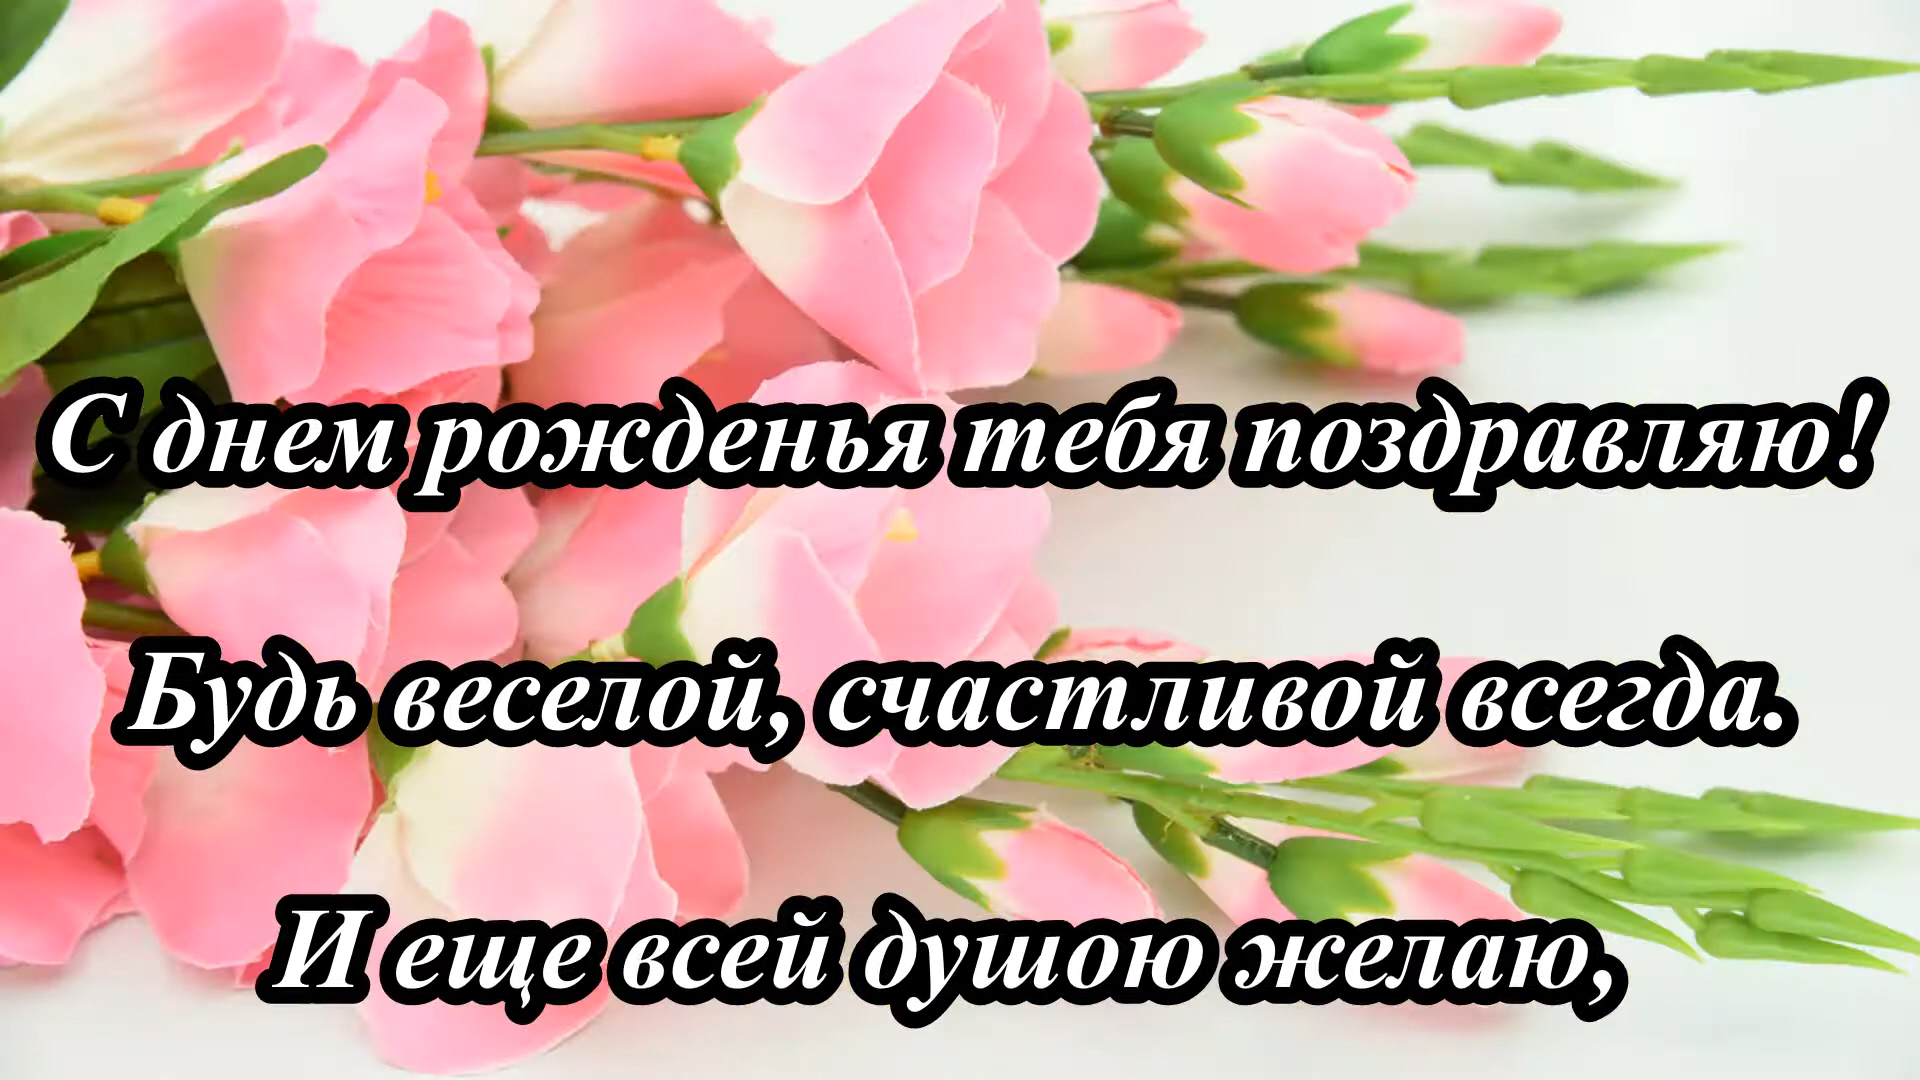 С днем рожденья тебя поздравляю!
Будь веселой, счастливой всегда.
И еще всей душою желаю,